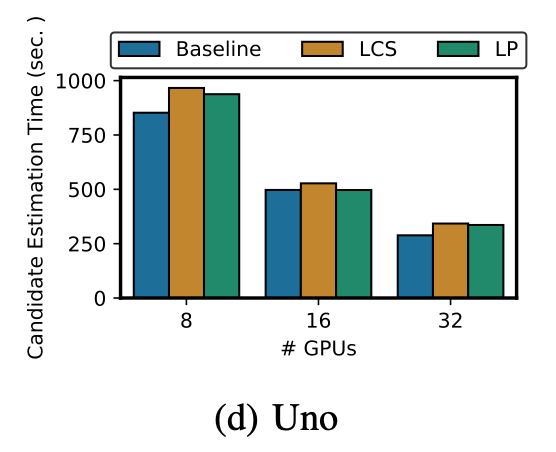 Baseline LCS LP
Candidate Estimation Time (sec. )
1000
750
500
250
0
8 16 32
# GPUs
(d) Uno